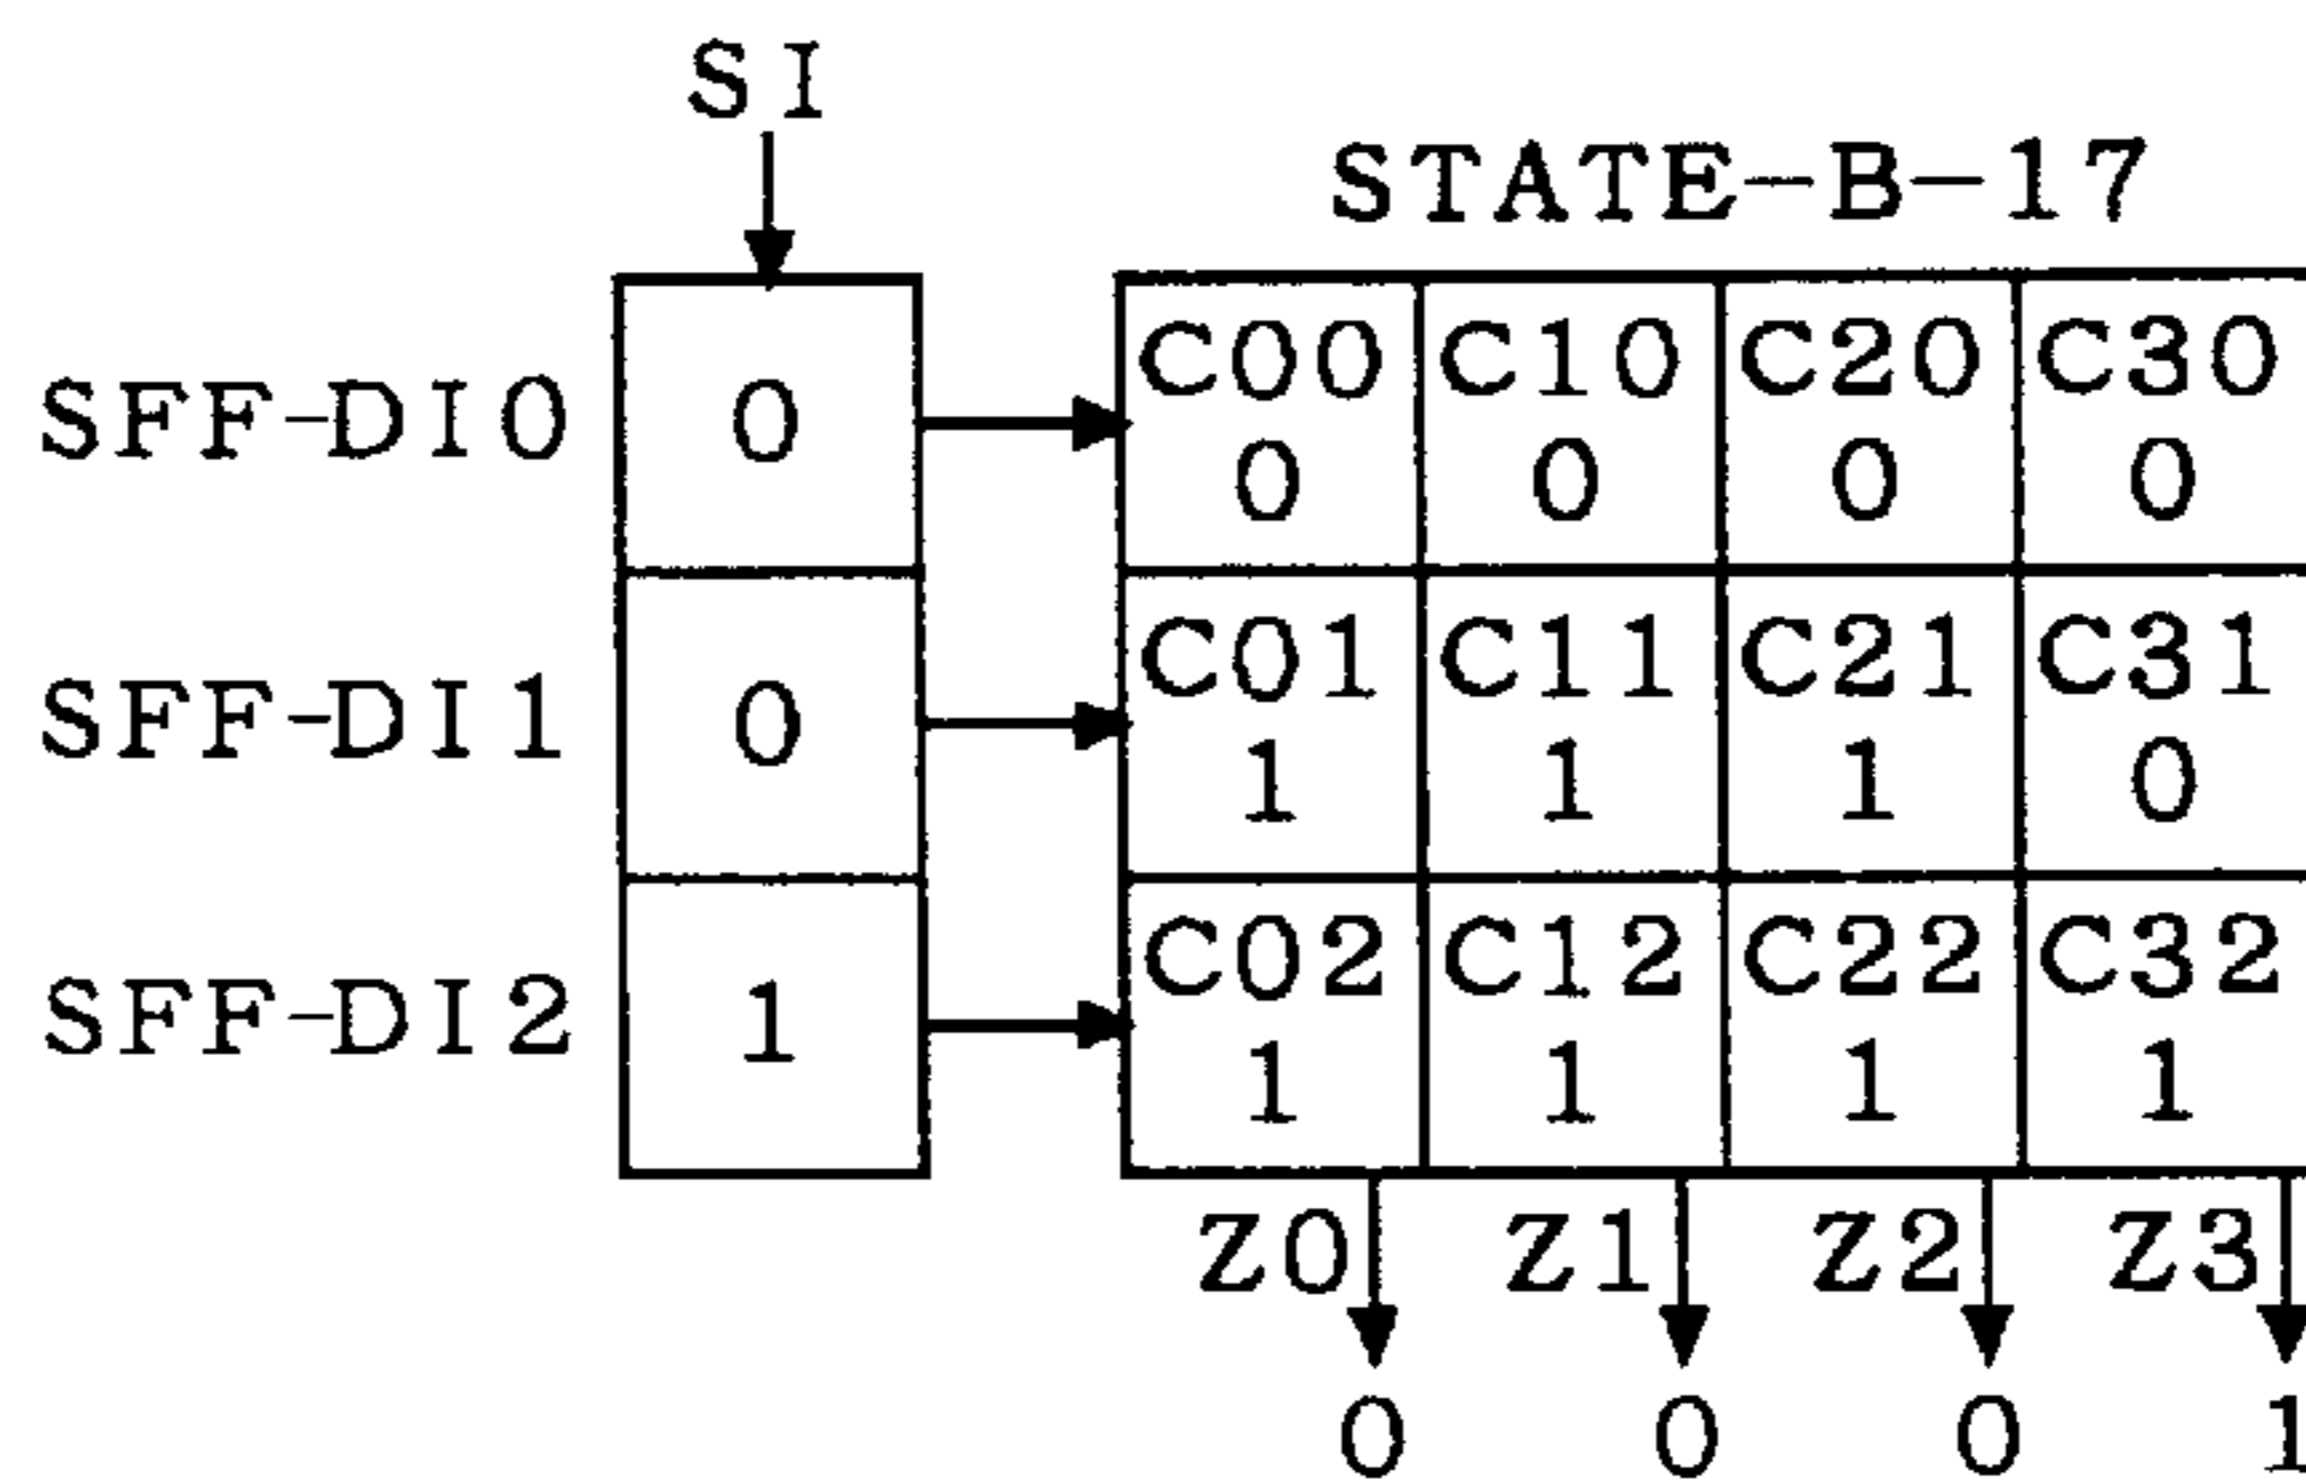 SI
STATE-B-17
C00 C10 C20 C30
SFF-DI0 0 0 0 0 0
C01 C11 C21 C31
SFF-DI1 0 1 1 1 0
C02 C12 C22 C32
SFF-DI2 1 1 1 1 1
Z0 Z1 Z2 Z3
0 0 0 1